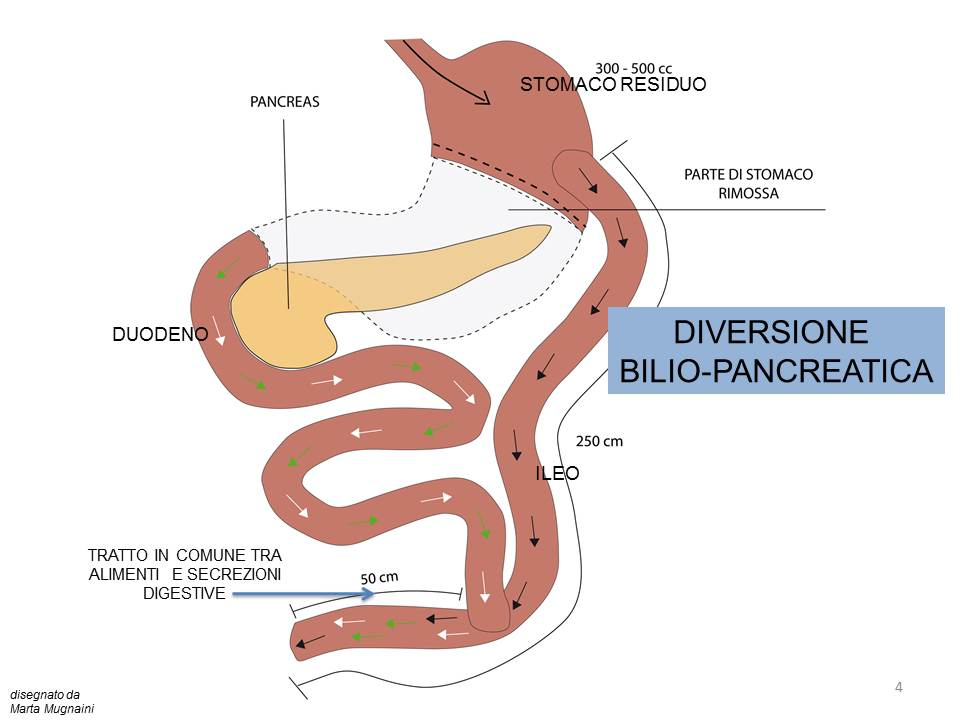 300 - 500 cc
STOMACO RESIDUO
PANCREAS
PARTE DI STOMACO
RIMOSSA
DUODENO
DIVERSIONE
BILIO-PANCREATICA
250 cm
ILEO
TRATTO IN COMUNE TRA
ALIMENTI E SECREZIONI
DIGESTIVE
50 cm
disegnato da
Marta Mugnaini
4